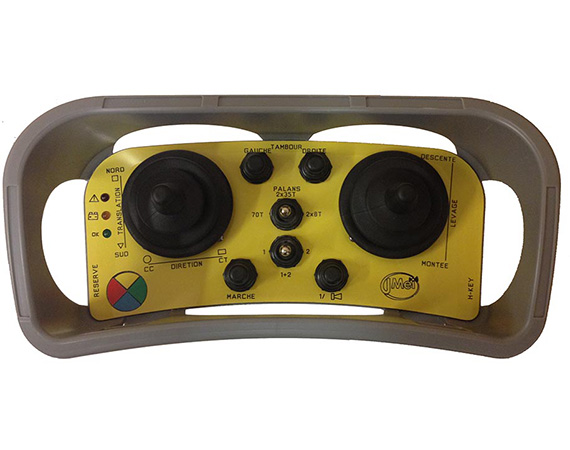 TAMBOUR
GAUCHE DROITE
NORD
DESCENTE
PALANS
2x35T
70T 2x8T
TRANSLATION
LEVAGE
OK
SUD
1 2
1+2
CC DIRETION CT
MONTEE
RESERVE
MARCHE
1/
JMei
H-KEY